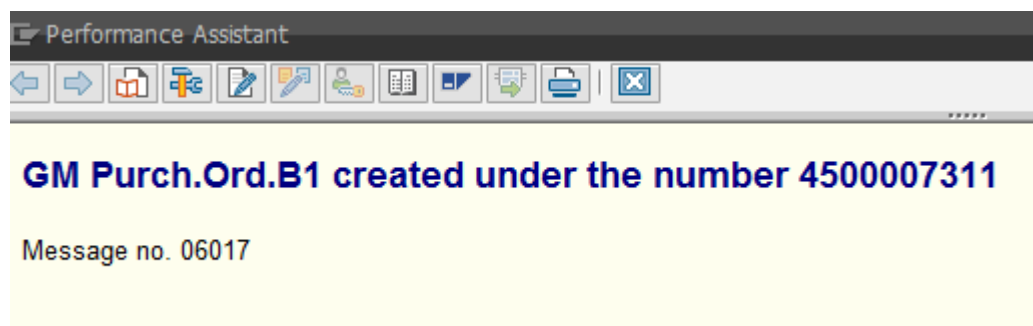 Performance Assistant
GM Purch.Ord.B1 created under the number 4500007311
Message no. 06017